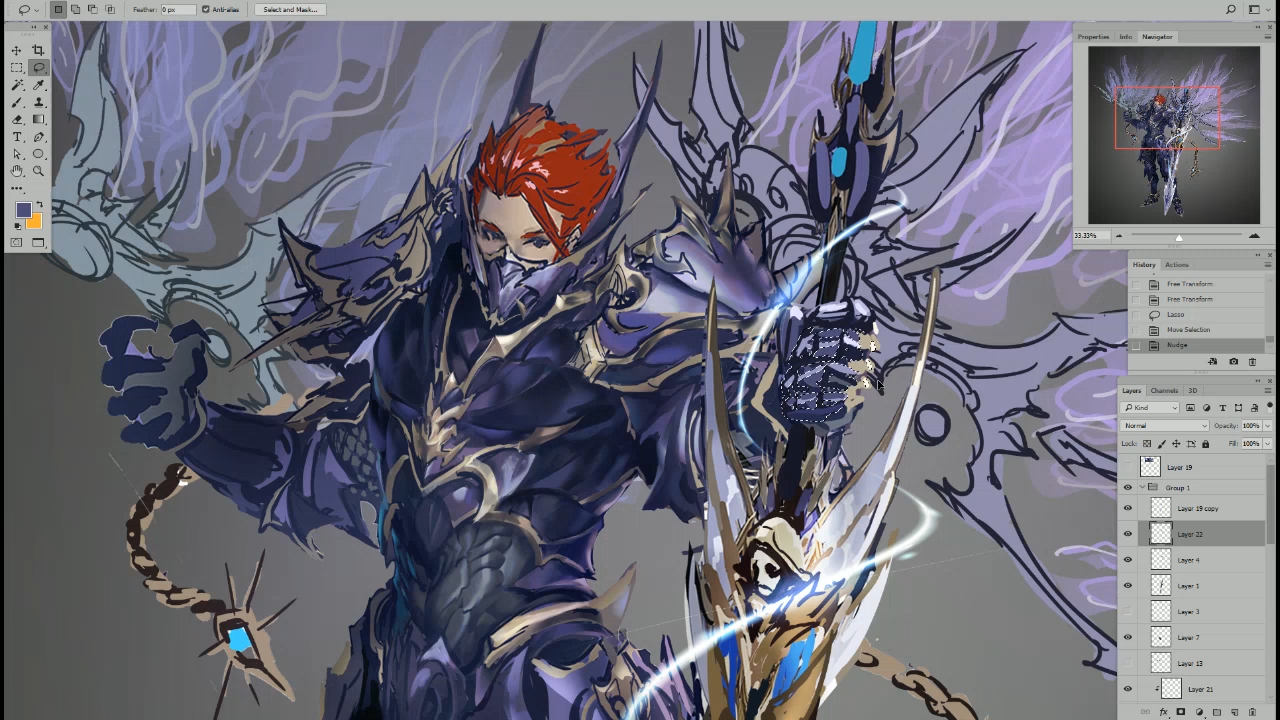 Feather: 0 px Anti-alias Select and Mask...
Properties Info Navigator
33.33%
History Actions
Free Transform
Free Transform
Lasso
Move Selection
Nudge
Layers Channels 3D
Kind
Normal Opacity: 100%
Lock: Fill: 100%
Layer 19
Group 1
Layer 19 copy
Layer 22
Layer 4
Layer 1
Layer 3
Layer 7
Layer 13
Layer 21